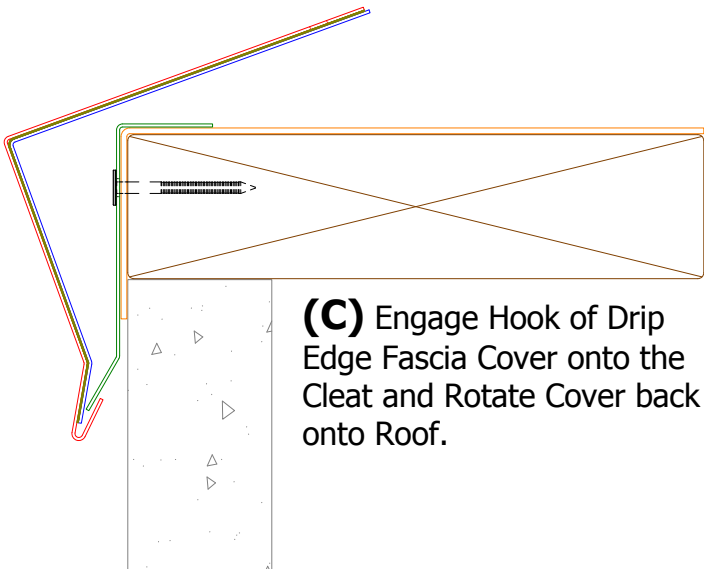 (C) Engage Hook of Drip
Edge Fascia Cover onto the
Cleat and Rotate Cover back
onto Roof.